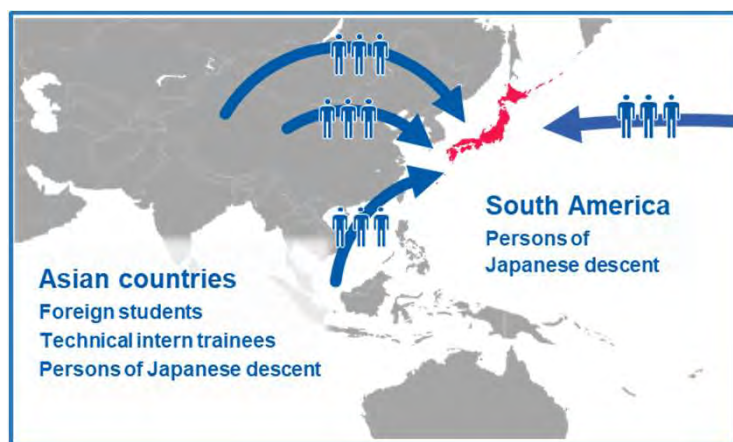 South America
Persons of
Japanese descent
Asian countries
Foreign students
Technical intern trainees
Persons of Japanese descent